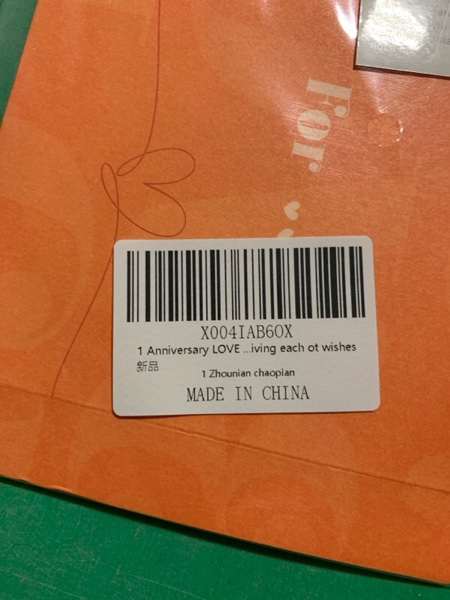 For
X004IAB6OX
1 Anniversary LOVE ...iving each ot wishes
新品
1 Zhounian chaopian
MADE IN CHINA